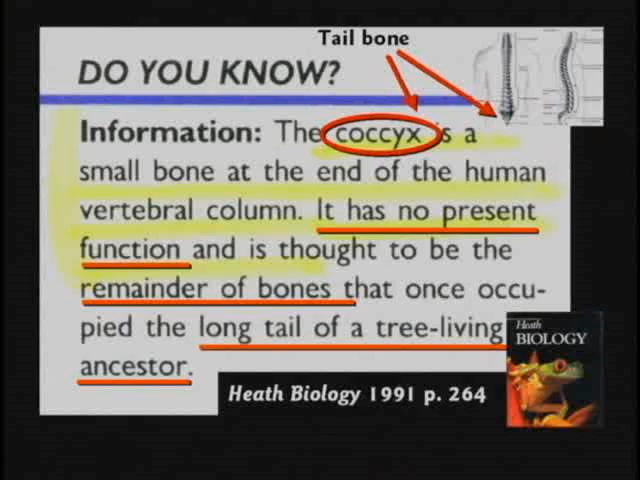 Tail bone
DO YOU KNOW?
Information: The coccyx is a
small bone at the end of the human
vertebral column. It has no present
function and is thought to be the
remainder of bones that once occu-
pied the long tail of a tree-living
ancestor.
Heath
BIOLOGY
Heath Biology 1991 p. 264